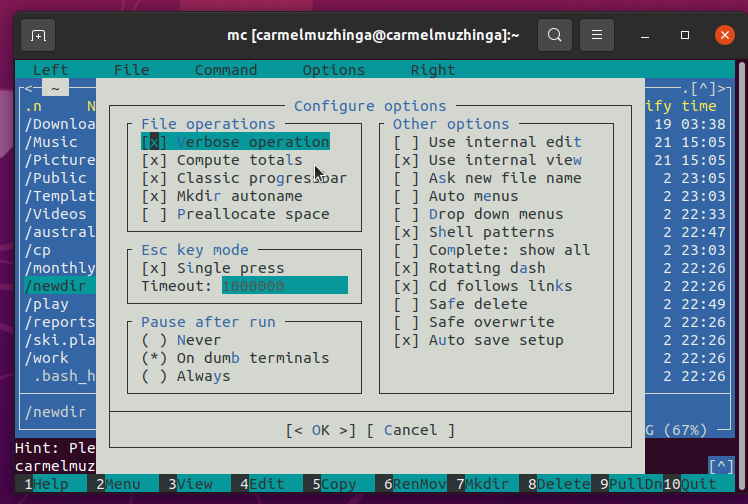 mc [carmelmuzhinga@carmelmuzhinga]:~
Left File Command Options Right
<─ ~ .[^]>
.n N ify time
Configure options
/Downloa 19 03:38
File operations Other options
/Music [x] Verbose operation [ ] Use internal edit 21 15:05
/Picture [x] Compute totals [x] Use internal view 21 15:05
/Public [x] Classic progressbar [ ] Ask new file name 2 23:05
/Templat [x] Mkdir autoname [ ] Auto menus 2 23:03
/Videos [ ] Preallocate space [ ] Drop down menus 2 22:33
/austral [x] Shell patterns 2 22:47
/cp Esc key mode [ ] Complete: show all 2 23:03
/monthly [x] Single press [x] Rotating dash 2 22:26
/newdir Timeout: 1000000 [x] Cd follows links 2 22:26
/play [ ] Safe delete 2 22:49
/reports Pause after run [ ] Safe overwrite 2 22:26
/ski.pla ( ) Never [x] Auto save setup 2 22:26
/work (*) On dumb terminals 2 22:26
.bash_h ( ) Always 2 22:26
/newdir
[< OK >] [ Cancel ] G (67%)
Hint: Ple
carmelmuz [^]
1Help 2Menu 3View 4Edit 5Copy 6RenMov 7Mkdir 8Delete 9PullDn 10Quit